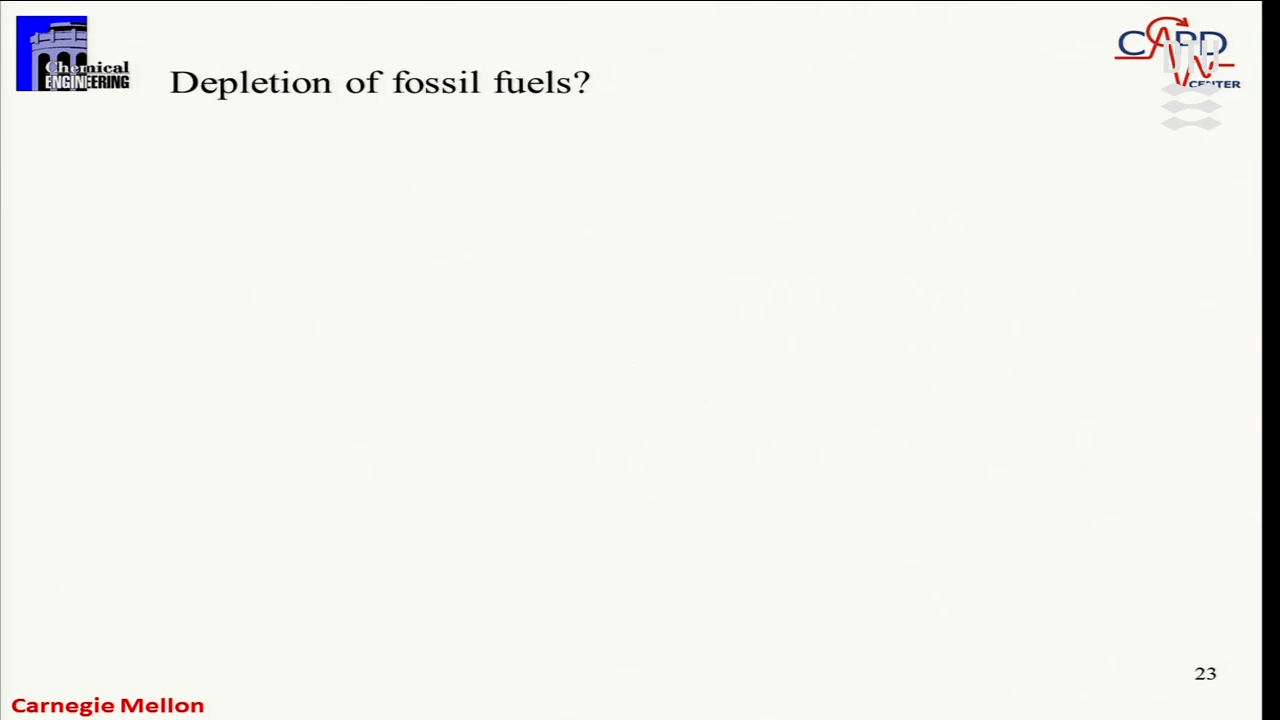 Chemical
ENGINEERING
Depletion of fossil fuels?
CAPD
CENTER
23
Carnegie Mellon